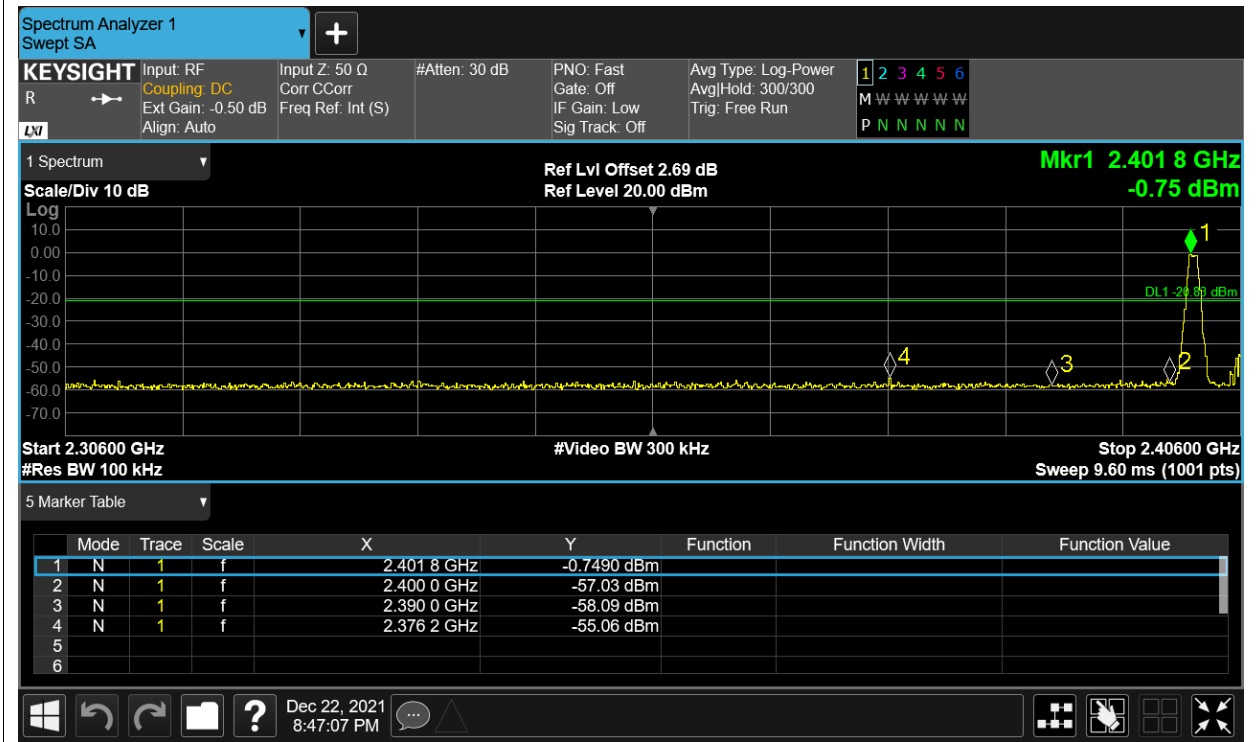 Spectrum Analyzer 1
Swept SA
KEYSIGHT
R
LXI
Input: RF
Coupling: DC
Ext Gain: -0.50 dB
Align: Auto
Input Z: 50 Ω
Corr CCorr
Freq Ref: Int (S)
#Atten: 30 dB
PNO: Fast
Gate: Off
IF Gain: Low
Sig Track: Off
Avg Type: Log-Power
Avg|Hold: 300/300
Trig: Free Run
1 2 3 4 5 6
M W W W W W
P N N N N N
1 Spectrum
Scale/Div 10 dB
Ref Lvl Offset 2.69 dB
Ref Level 20.00 dBm
Mkr1 2.401 8 GHz
-0.75 dBm
Log
10.0
0.00
-10.0
-20.0
-30.0
-40.0
-50.0
-60.0
-70.0
1
DL1 -20.83 dBm
4
3
2
Start 2.30600 GHz
#Video BW 300 kHz
Stop 2.40600 GHz
#Res BW 100 kHz
Sweep 9.60 ms (1001 pts)
5 Marker Table
Mode Trace Scale X Y Function Function Width Function Value
1 N 1 f 2.401 8 GHz -0.7490 dBm
2 N 1 f 2.400 0 GHz -57.03 dBm
3 N 1 f 2.390 0 GHz -58.09 dBm
4 N 1 f 2.376 2 GHz -55.06 dBm
5
6
?
Dec 22, 2021
8:47:07 PM